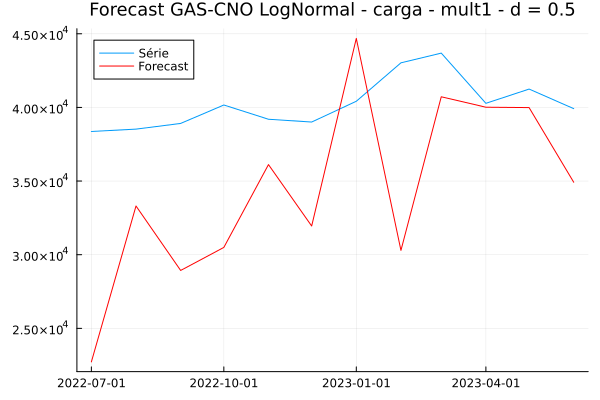 Forecast GAS-CNO LogNormal - carga - mult1 - d = 0.5
4.50×10⁴
Série
Forecast
4.00×10⁴
3.50×10⁴
3.00×10⁴
2.50×10⁴
2022-07-01 2022-10-01 2023-01-01 2023-04-01